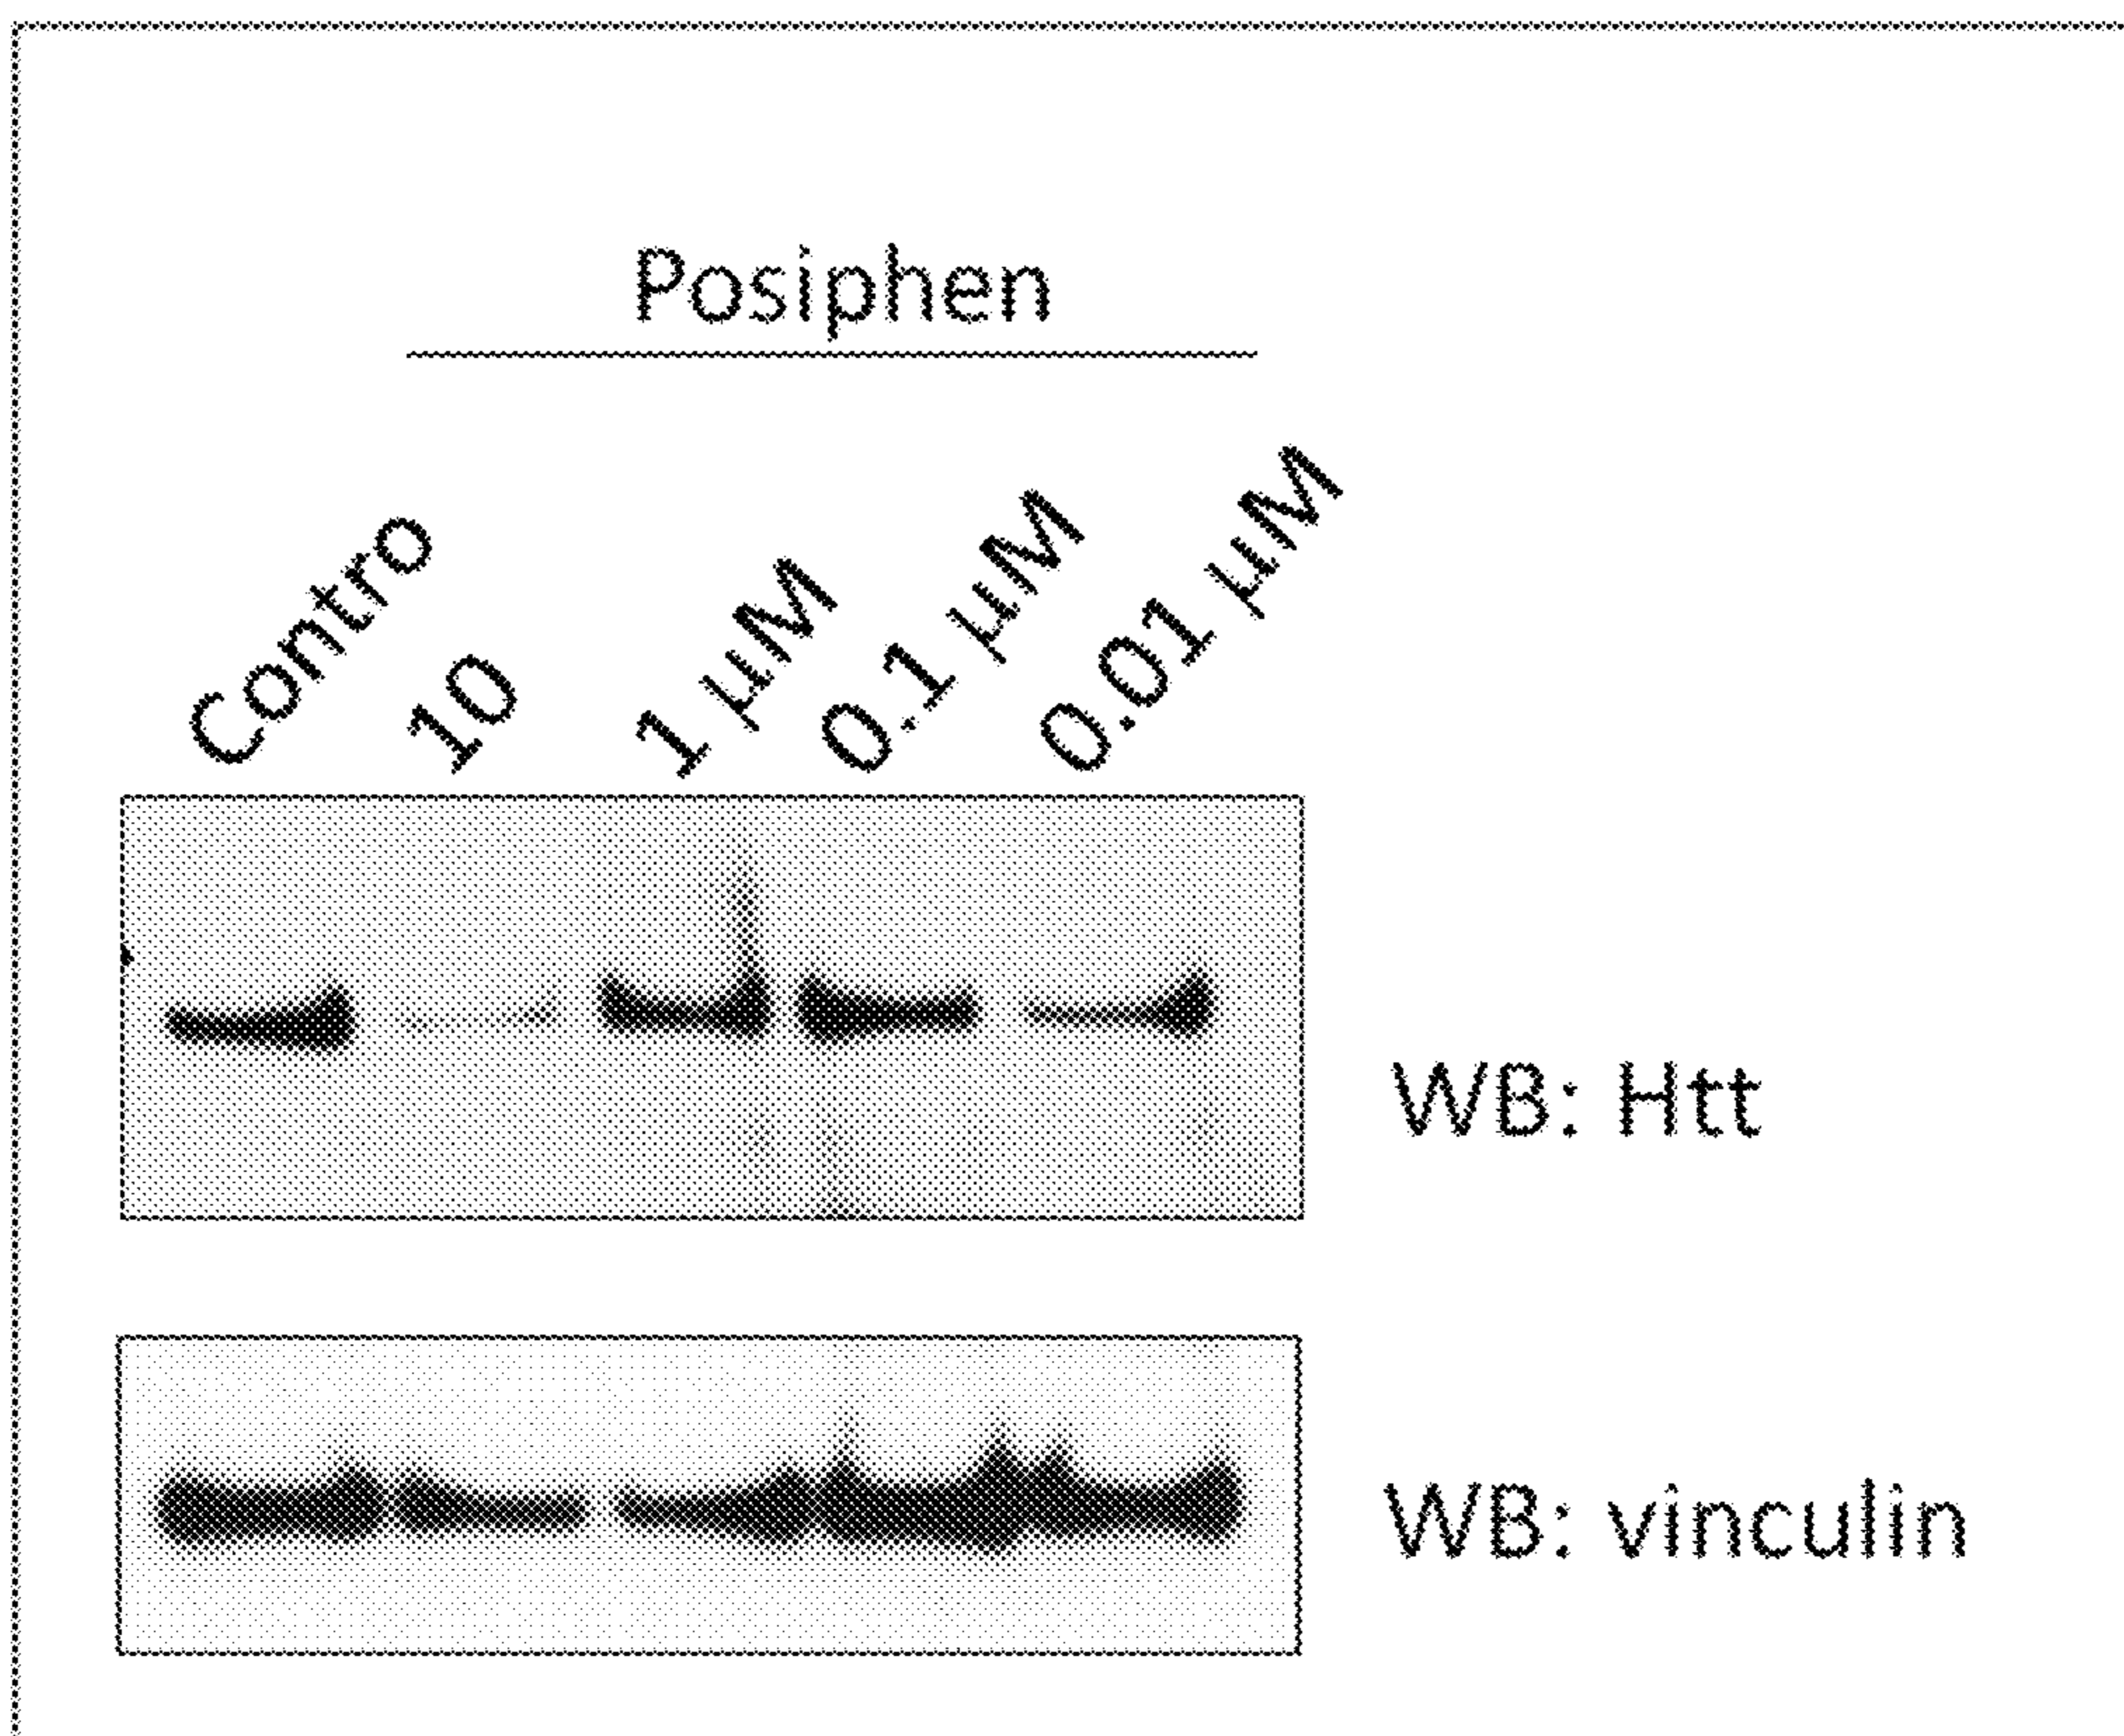 Posiphen
Contro
10
1 µM
0.1 µM
0.01 µM
WB: Htt
WB: vinculin